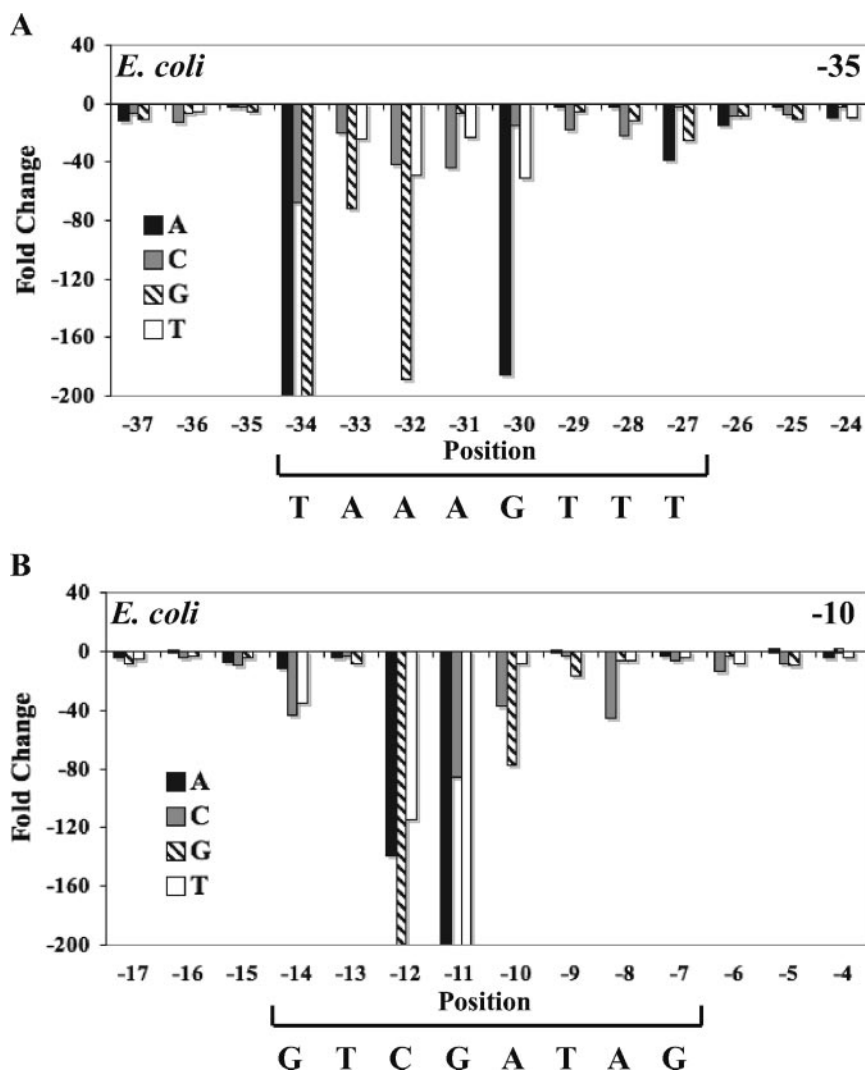 A
E. coli -35
40
0
-40
-80
-120
-160
-200
Fold Change
A
C
G
T
-37 -36 -35 -34 -33 -32 -31 -30 -29 -28 -27 -26 -25 -24
Position
T A A A G T T T
B
E. coli -10
40
0
-40
-80
-120
-160
-200
Fold Change
A
C
G
T
-17 -16 -15 -14 -13 -12 -11 -10 -9 -8 -7 -6 -5 -4
Position
G T C G A T A G